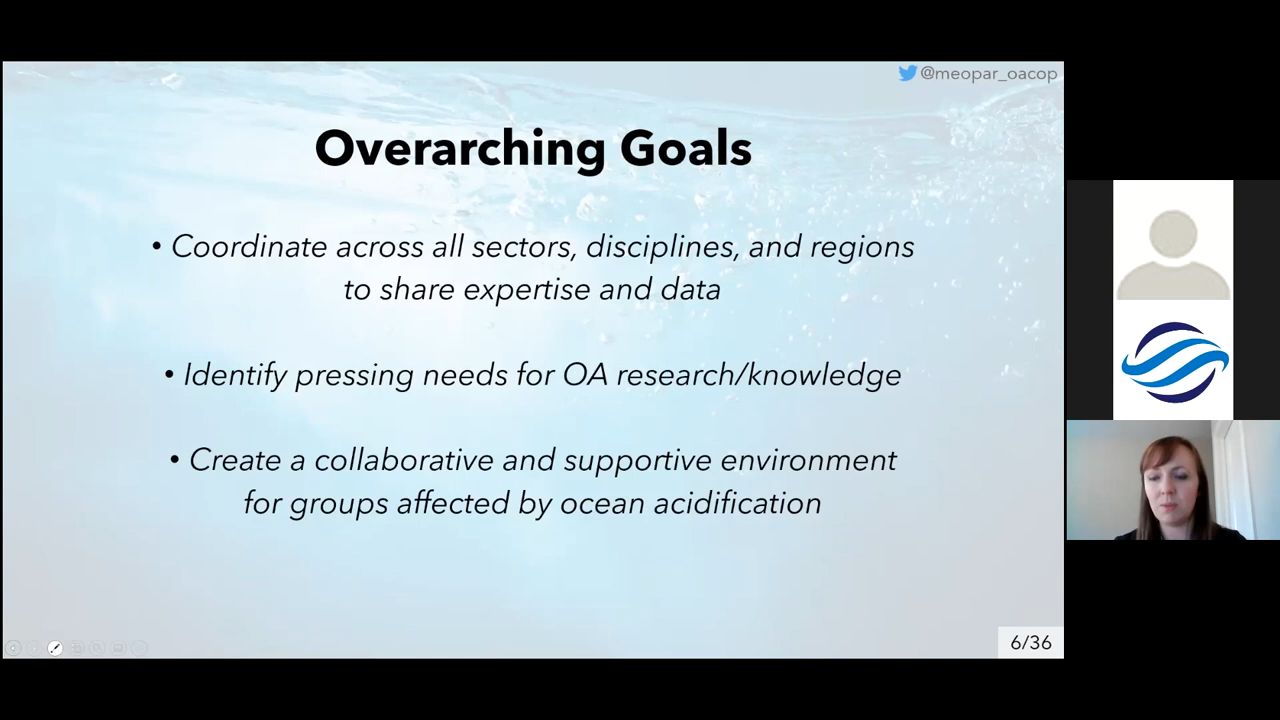 @meopar_oacop
Overarching Goals
• Coordinate across all sectors, disciplines, and regions
to share expertise and data
• Identify pressing needs for OA research/knowledge
• Create a collaborative and supportive environment
for groups affected by ocean acidification
6/36